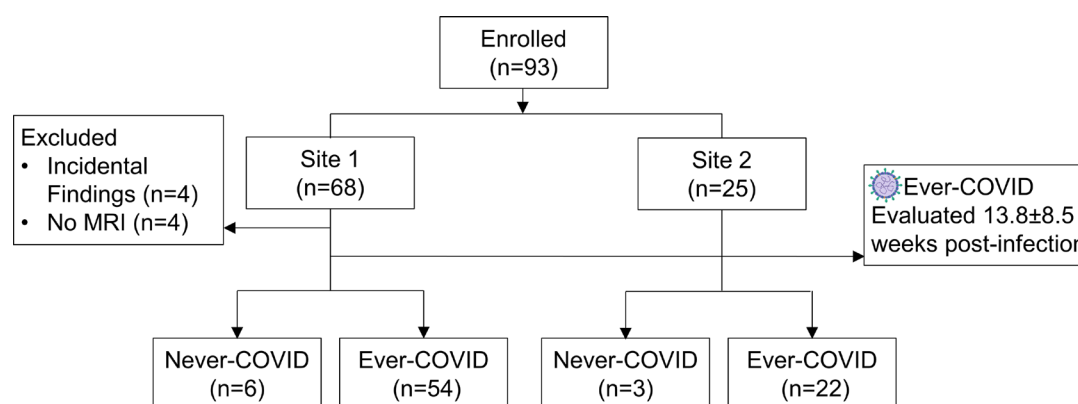 Enrolled
(n=93)
Excluded
• Incidental
Findings (n=4)
• No MRI (n=4)
Site 1
(n=68)
Site 2
(n=25)
Ever-COVID
Evaluated 13.8±8.5
weeks post-infection
Never-COVID
(n=6)
Ever-COVID
(n=54)
Never-COVID
(n=3)
Ever-COVID
(n=22)